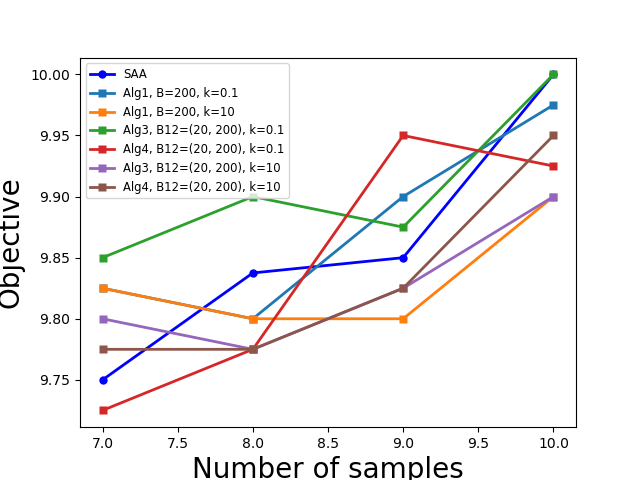 10.00
9.95
9.90
9.85
9.80
9.75
Objective
SAA
Alg1, B=200, k=0.1
Alg1, B=200, k=10
Alg3, B12=(20, 200), k=0.1
Alg4, B12=(20, 200), k=0.1
Alg3, B12=(20, 200), k=10
Alg4, B12=(20, 200), k=10
7.0 7.5 8.0 8.5 9.0 9.5 10.0
Number of samples